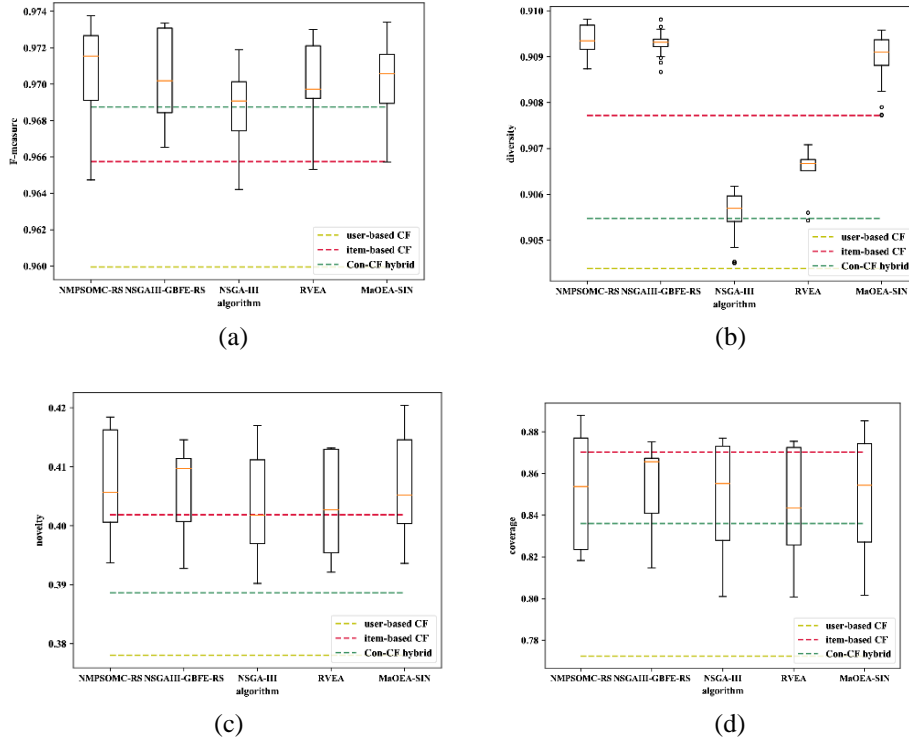 0.974
0.972
0.970
0.968
0.966
0.964
0.962
0.960
F-measure
user-based CF
item-based CF
Con-CF hybrid
NMPSOMC-RS NSGAIII-GBFE-RS NSGA-III RVEA MaOEA-SIN
algorithm
(a)
0.910
0.909
0.908
0.907
0.906
0.905
diversity
user-based CF
item-based CF
Con-CF hybrid
NMPSOMC-RS NSGAIII-GBFE-RS NSGA-III RVEA MaOEA-SIN
algorithm
(b)
0.42
0.41
0.40
0.39
0.38
novelty
user-based CF
item-based CF
Con-CF hybrid
NMPSOMC-RS NSGAIII-GBFE-RS NSGA-III RVEA MaOEA-SIN
algorithm
(c)
0.88
0.86
0.84
0.82
0.80
0.78
coverage
user-based CF
item-based CF
Con-CF hybrid
NMPSOMC-RS NSGAIII-GBFE-RS NSGA-III RVEA MaOEA-SIN
algorithm
(d)